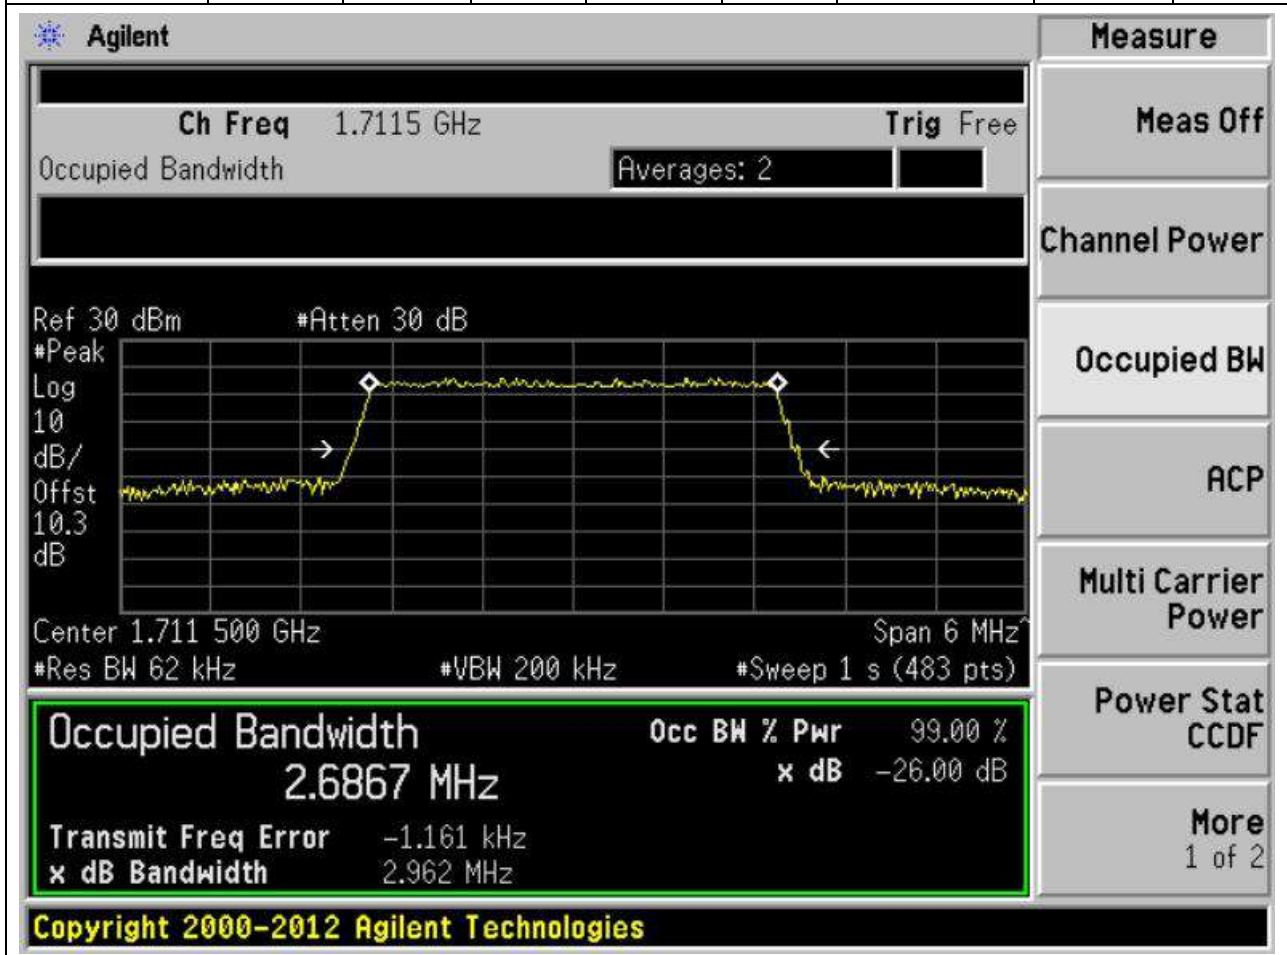 Agilent
Measure
Ch Freq 1.7115 GHz Trig Free
Occupied Bandwidth Averages: 2
Ref 30 dBm #Atten 30 dB
#Peak
Log
10
dB/
Offst
10.3
dB
Center 1.711 500 GHz Span 6 MHz^
#Res BW 62 kHz #VBW 200 kHz #Sweep 1 s (483 pts)
Occupied Bandwidth
2.6867 MHz
Occ BW % Pwr 99.00 %
x dB -26.00 dB
Transmit Freq Error -1.161 kHz
x dB Bandwidth 2.962 MHz
Copyright 2000-2012 Agilent Technologies
Meas Off
Channel Power
Occupied BW
ACP
Multi Carrier
Power
Power Stat
CCDF
More
1 of 2